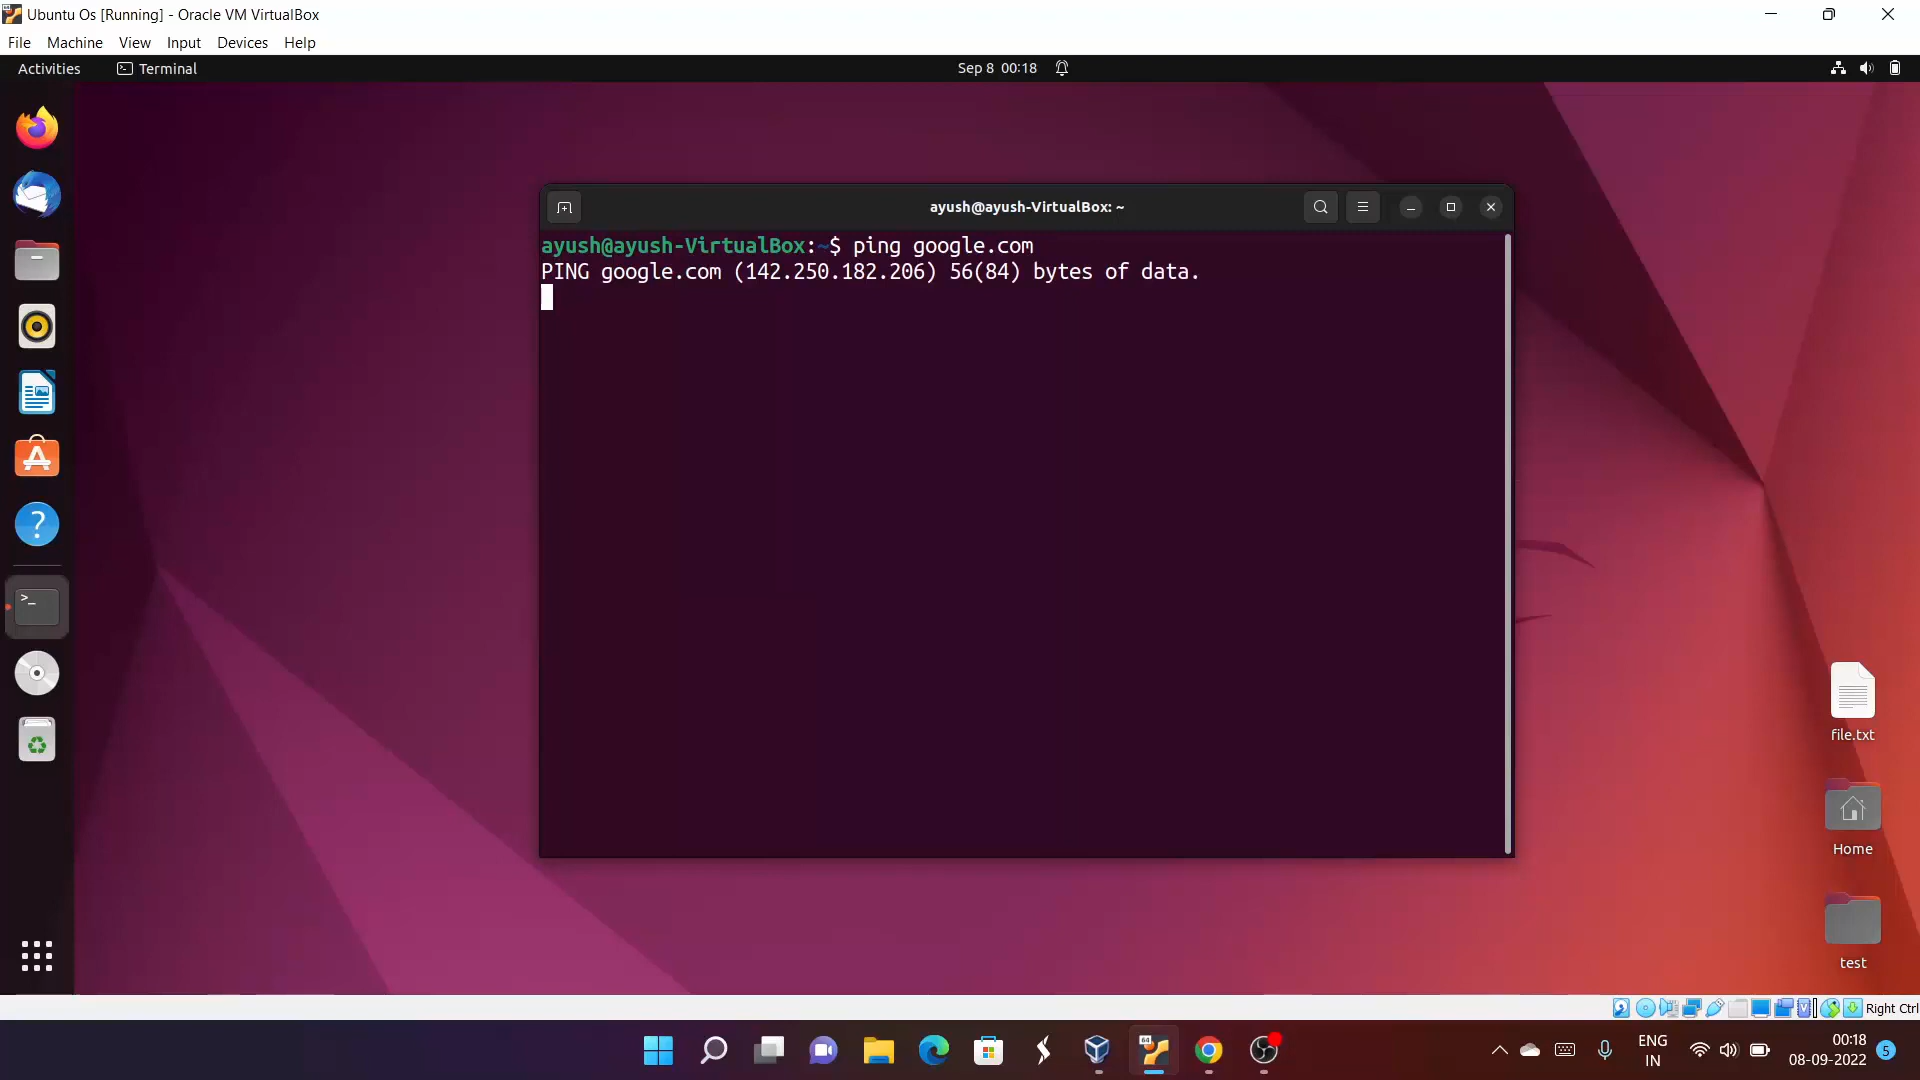 Ubuntu Os [Running] - Oracle VM VirtualBox
File Machine View Input Devices Help
Activities Terminal Sep 8 00:18
ayush@ayush-VirtualBox: ~
ayush@ayush-VirtualBox:~$ ping google.com
PING google.com (142.250.182.206) 56(84) bytes of data.
file.txt
Home
test
Right Ctrl
ENG
IN
00:18
08-09-2022
5